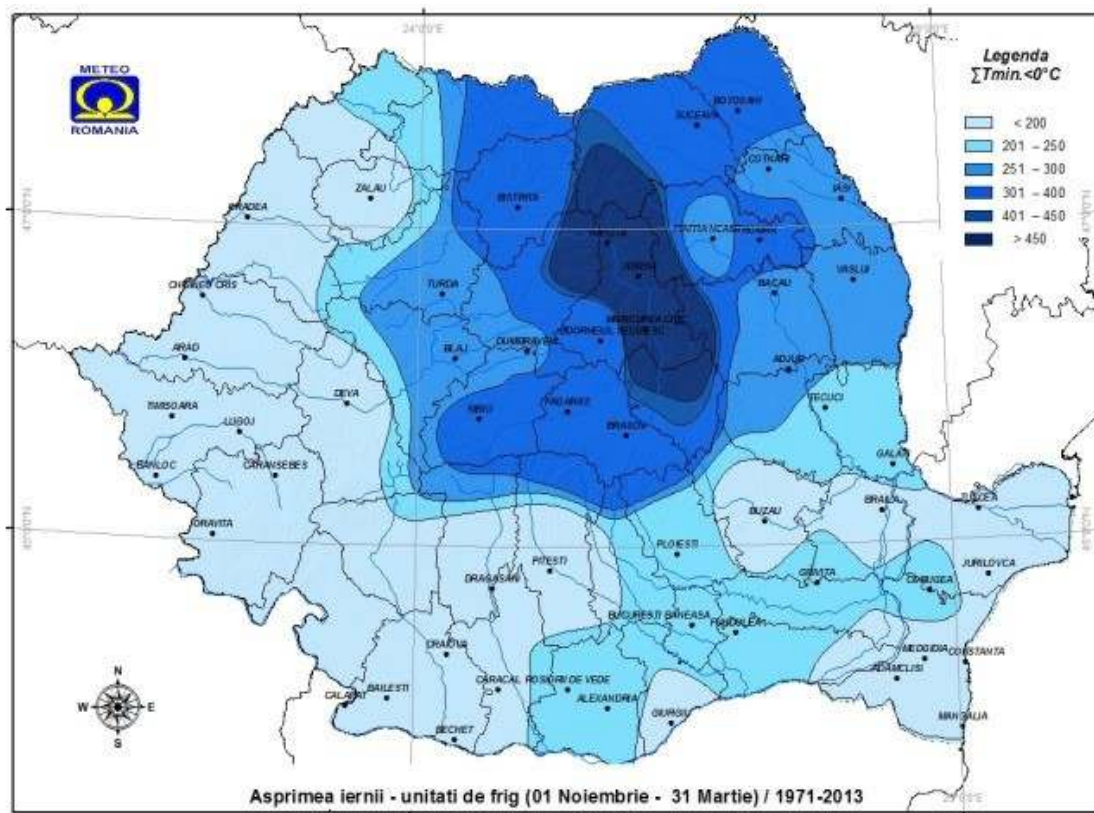 METEO
ROMANIA
Legenda
∑Tmin.<0°C
< 200
201 – 250
251 – 300
301 – 400
401 – 450
> 450
BOTOSANI
SUCEAVA
COTNARI
ZALAU
IASI
BISTRITA
ORADEA
VASLUI
BACAU
TURDA
CHISINEU CRIS
MIERCUREA CIUC
DUMBRAVENI
BLAJ
ARAD
ADJUD
DEVA
TECUCI
TIMISOARA
SIBIU
FAGARAS
LUGOJ
BRASOV
GALATI
BANLOC
CARANSEBES
BRAILA
TULCEA
BUZAU
ORAVITA
PLOIESTI
PITESTI
JURILOVCA
GRIVITA
DRAGASANI
BUCURESTI BANEASA
CRAIOVA
MEDGIDIA
CONSTANTA
ADAMCLISI
CARACAL
ROSIORII DE VEDE
CALAFAT
BAILESTI
ALEXANDRIA
GIURGIU
MANGALIA
BECHET
N
W
E
S
Asprimea iernii - unitati de frig (01 Noiembrie - 31 Martie) / 1971-2013